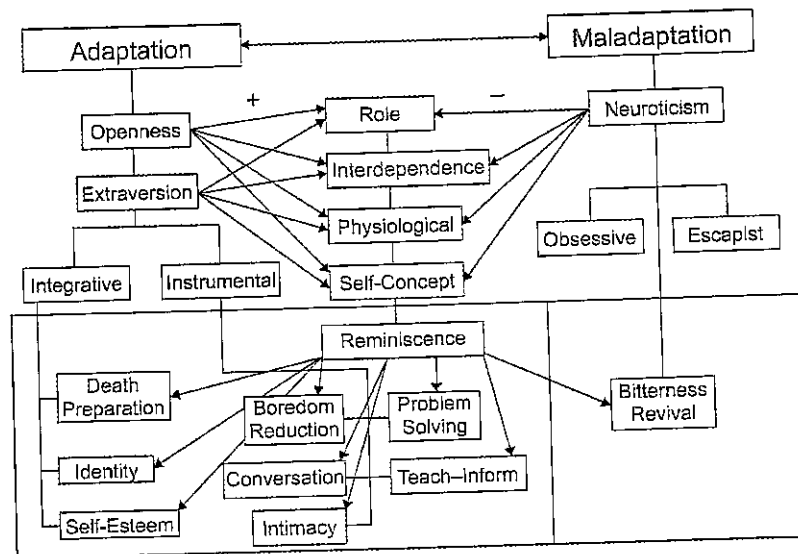 Adaptation
Maladaptation
+
−
Role
Neuroticism
Openness
Interdependence
Extraversion
Physiological
Obsessive
Escapist
Integrative
Instrumental
Self-Concept
Reminiscence
Death
Preparation
Boredom
Reduction
Problem
Solving
Bitterness
Revival
Identity
Conversation
Teach–Inform
Self-Esteem
Intimacy